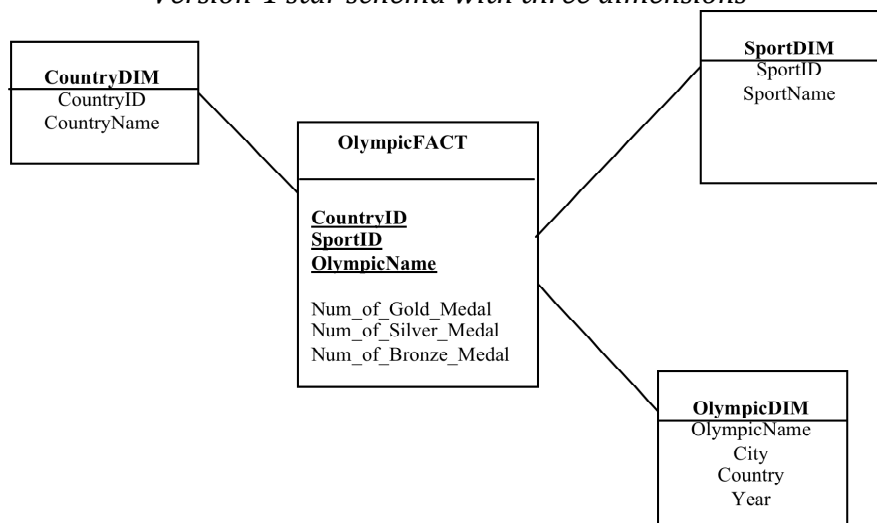 Version-1 star schema with three dimensions
CountryDIM
CountryID
CountryName
OlympicFACT
CountryID
SportID
OlympicName
Num_of_Gold_Medal
Num_of_Silver_Medal
Num_of_Bronze_Medal
SportDIM
SportID
SportName
OlympicDIM
OlympicName
City
Country
Year